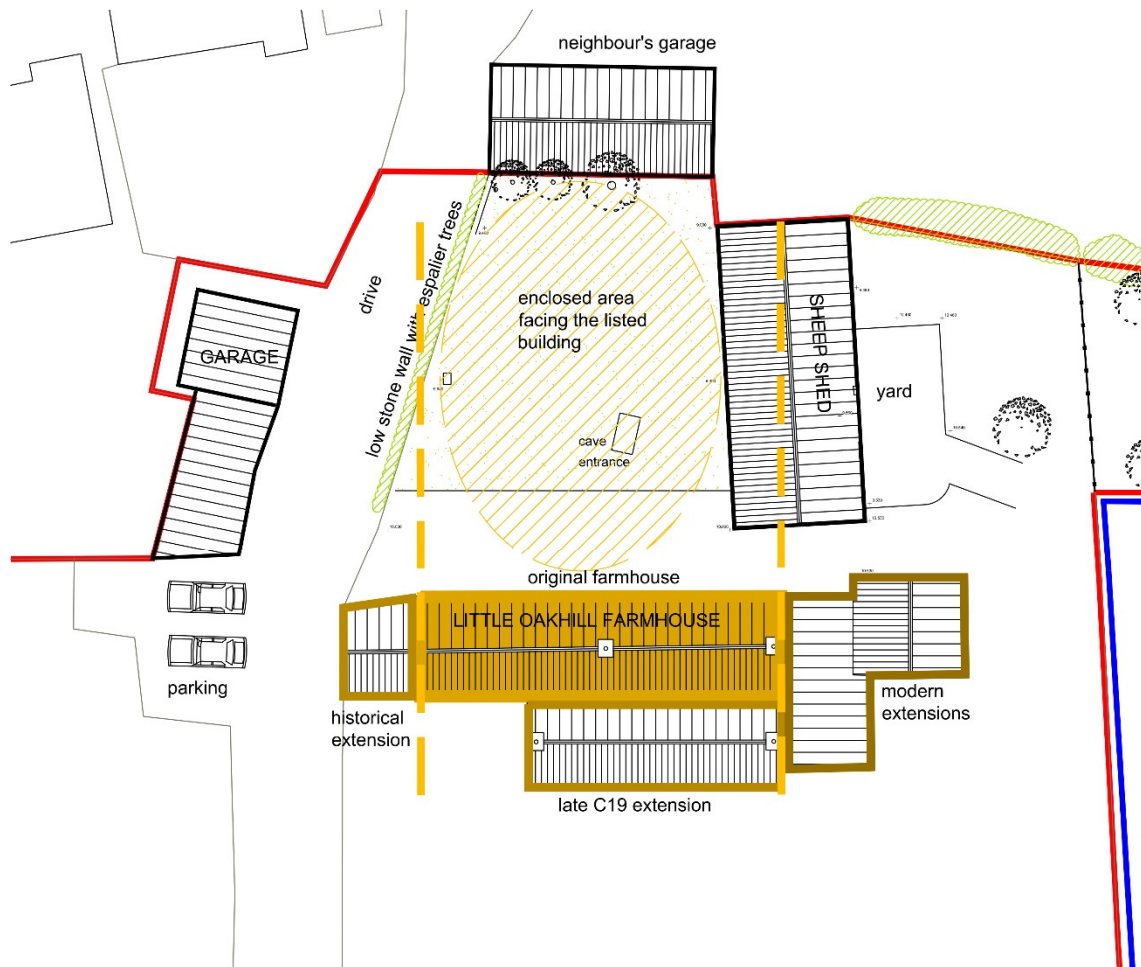 neighbour's garage
drive
low stone wall with espalier trees
enclosed area
facing the listed
building
GARAGE
SHEEP SHED
yard
cave
entrance
original farmhouse
LITTLE OAKHILL FARMHOUSE
parking
historical
extension
modern
extensions
late C19 extension